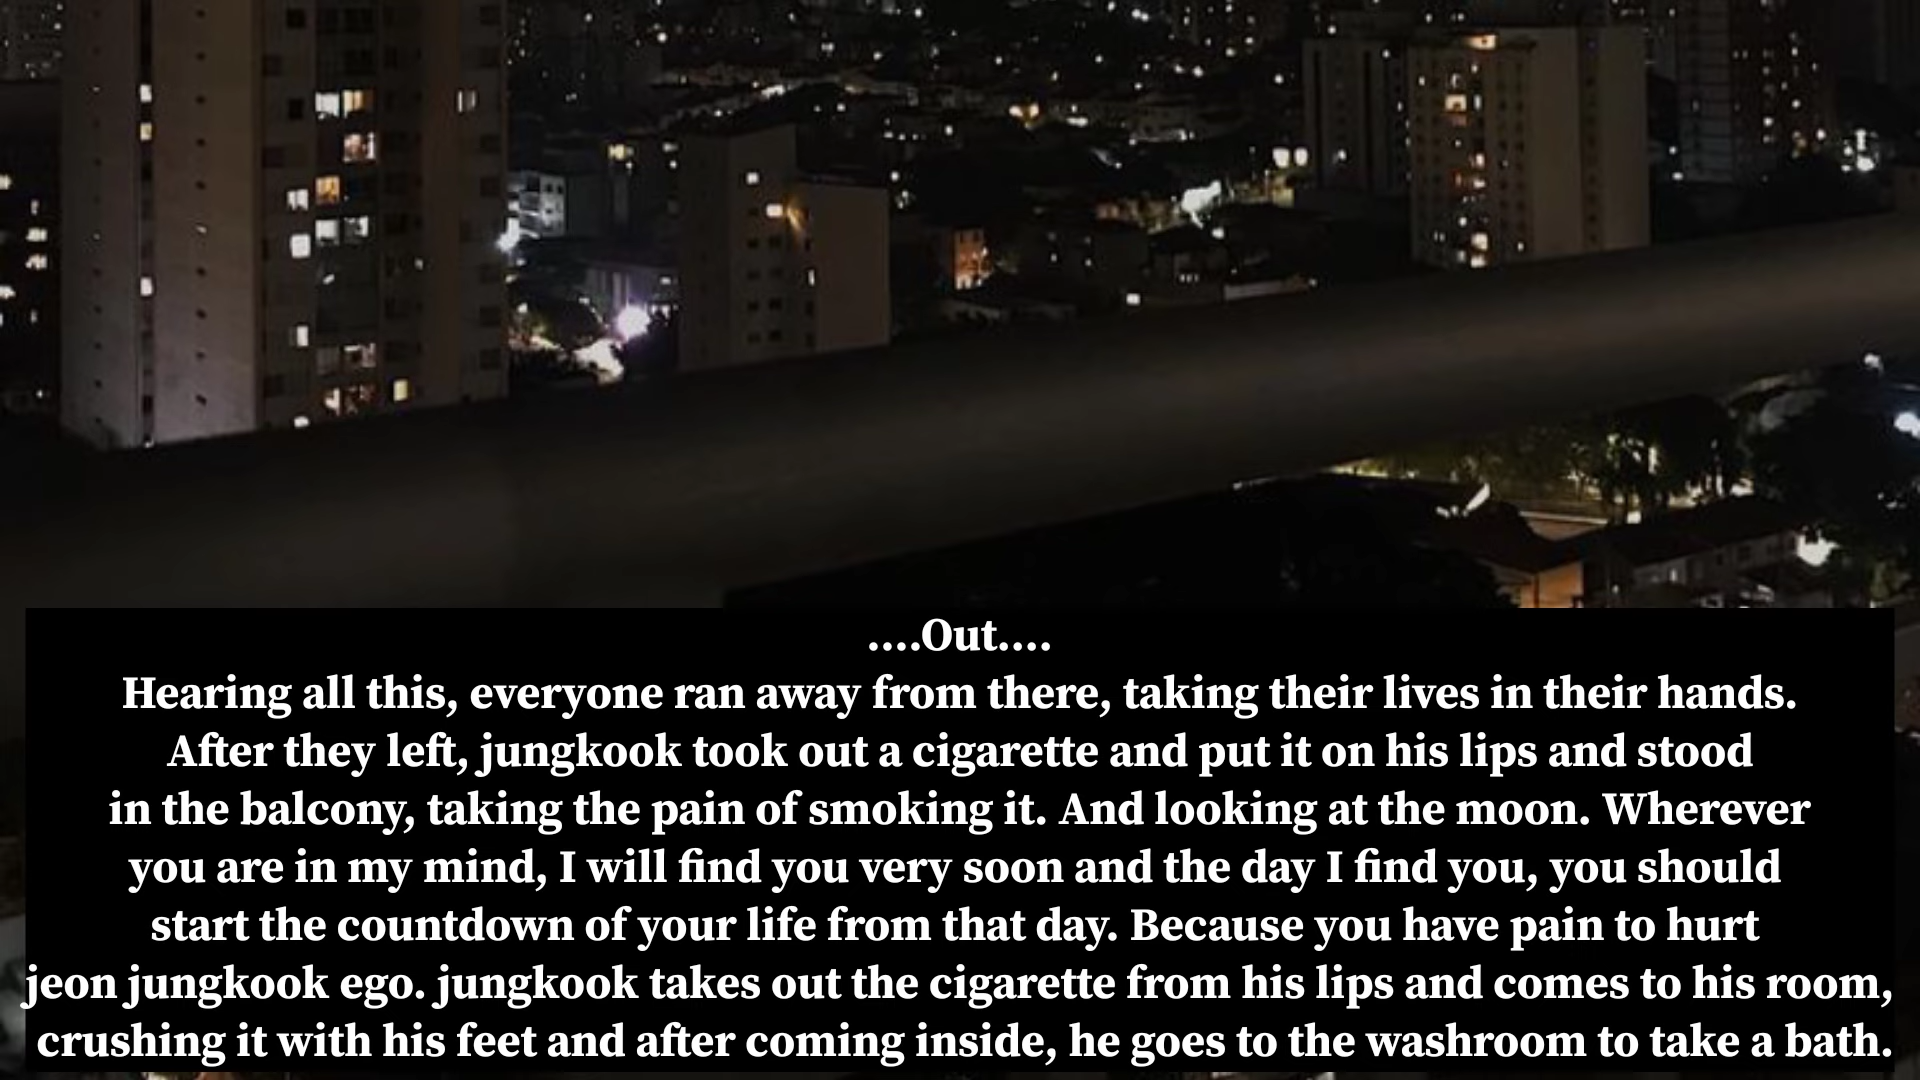 ....Out....
Hearing all this, everyone ran away from there, taking their lives in their hands.
After they left, jungkook took out a cigarette and put it on his lips and stood
in the balcony, taking the pain of smoking it. And looking at the moon. Wherever
you are in my mind, I will find you very soon and the day I find you, you should
start the countdown of your life from that day. Because you have pain to hurt
jeon jungkook ego. jungkook takes out the cigarette from his lips and comes to his room,
crushing it with his feet and after coming inside, he goes to the washroom to take a bath.